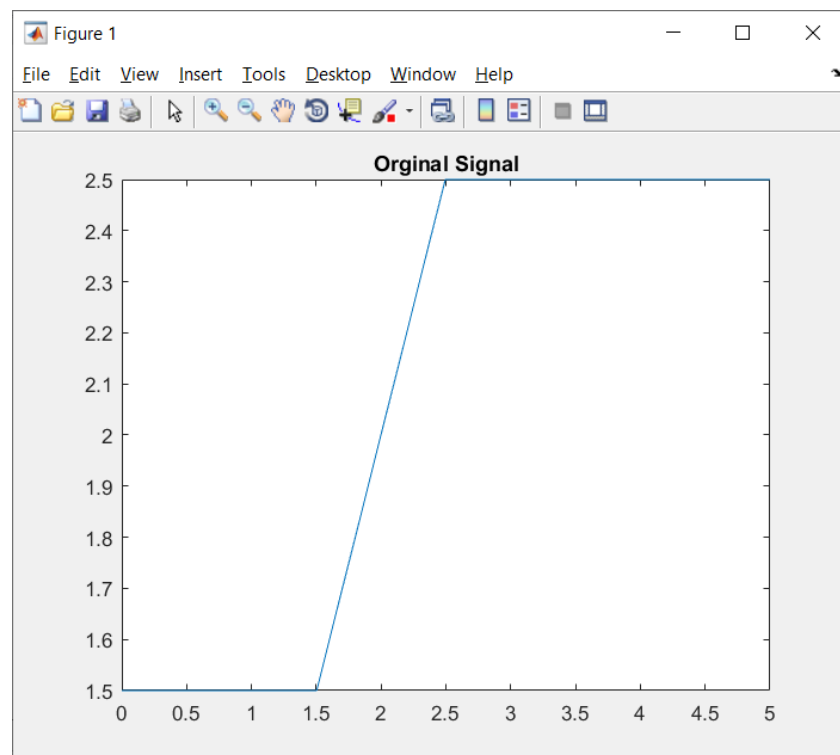 Figure 1
File Edit View Insert Tools Desktop Window Help
Orginal Signal
2.5
2.4
2.3
2.2
2.1
2
1.9
1.8
1.7
1.6
1.5
0 0.5 1 1.5 2 2.5 3 3.5 4 4.5 5